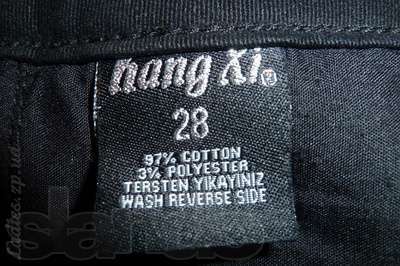 hang xi®
28
97% COTTON
3% POLYESTER
TERSTEN YIKAYINIZ
WASH REVERSE SIDE